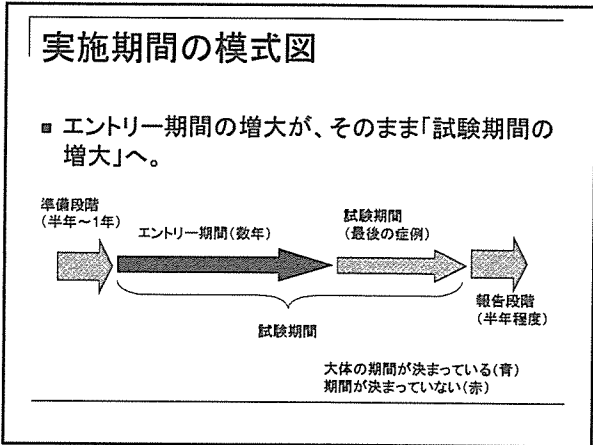 実施期間の模式図
■ エントリー期間の増大が、そのまま「試験期間の
増大」へ。
準備段階
(半年～1年)
エントリー期間(数年)
試験期間
(最後の症例)
報告段階
(半年程度)
試験期間
大体の期間が決まっている(青)
期間が決まっていない(赤)